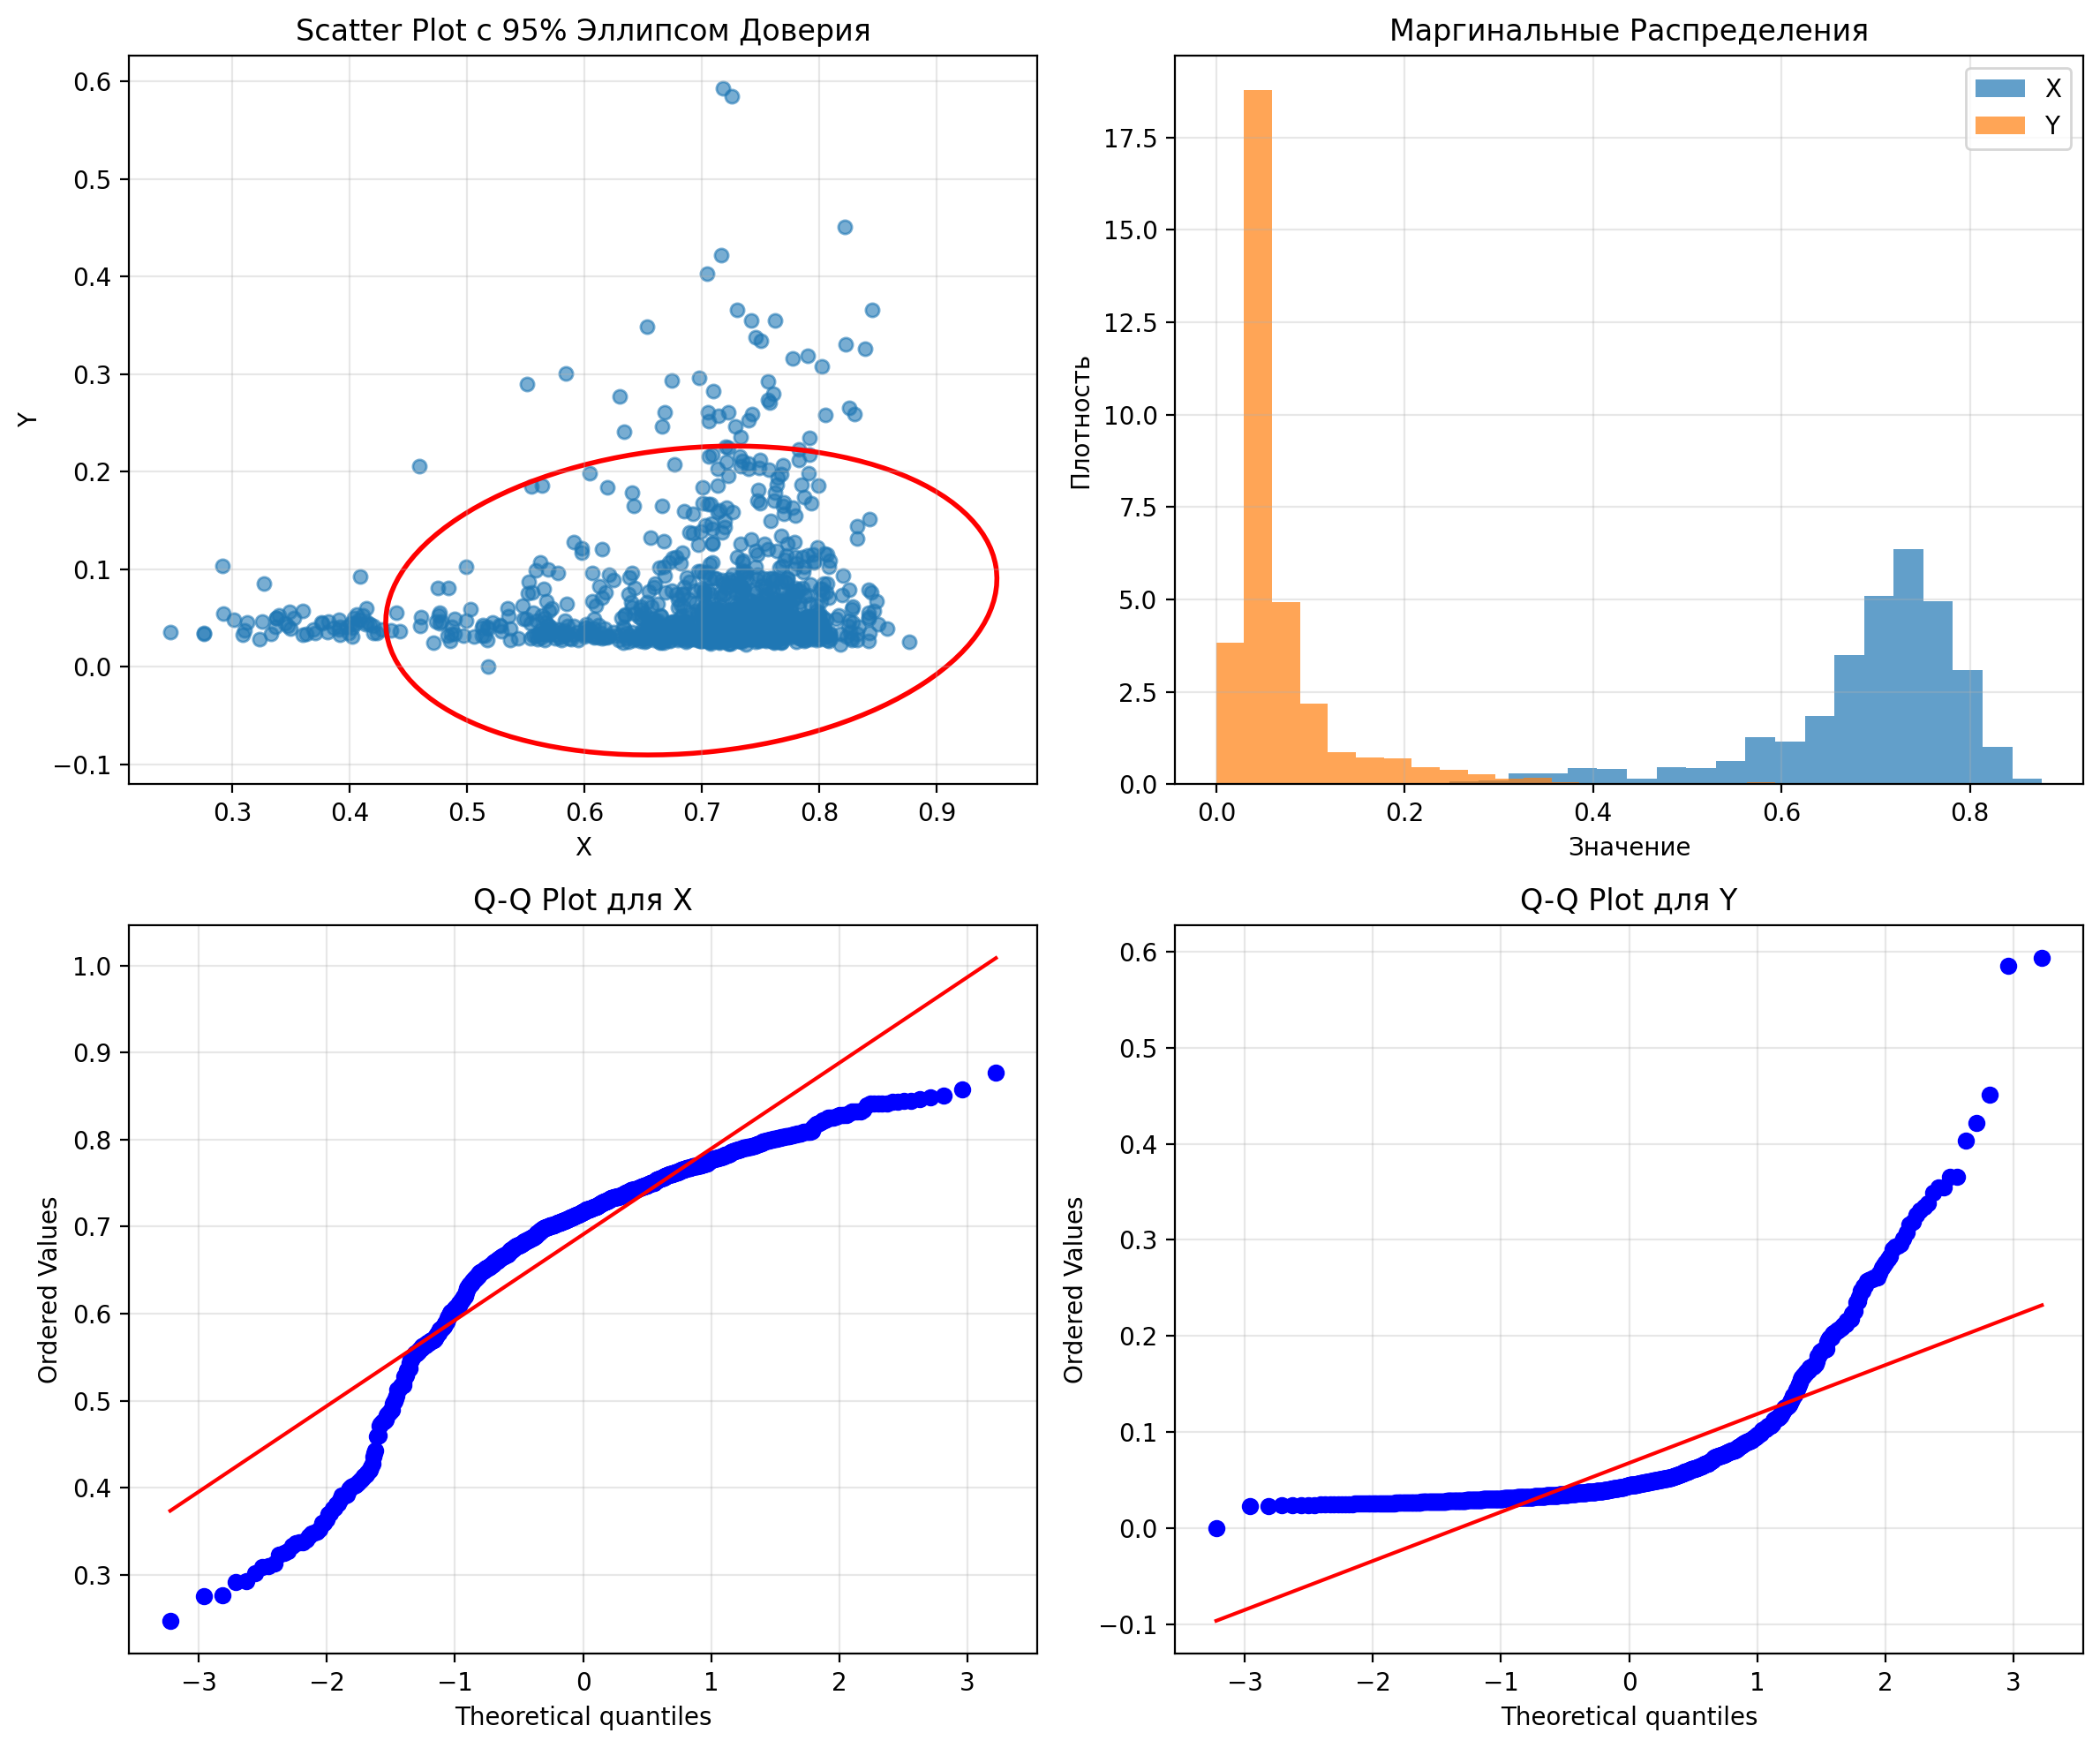 Scatter Plot с 95% Эллипсом Доверия
0.6
0.5
0.4
0.3
0.2
0.1
0.0
−0.1
Y
0.3 0.4 0.5 0.6 0.7 0.8 0.9
X
Маргинальные Распределения
X
Y
17.5
15.0
12.5
10.0
7.5
5.0
2.5
0.0
Плотность
0.0 0.2 0.4 0.6 0.8
Значение
Q-Q Plot для X
1.0
0.9
0.8
0.7
0.6
0.5
0.4
0.3
Ordered Values
−3 −2 −1 0 1 2 3
Theoretical quantiles
Q-Q Plot для Y
0.6
0.5
0.4
0.3
0.2
0.1
0.0
−0.1
Ordered Values
−3 −2 −1 0 1 2 3
Theoretical quantiles